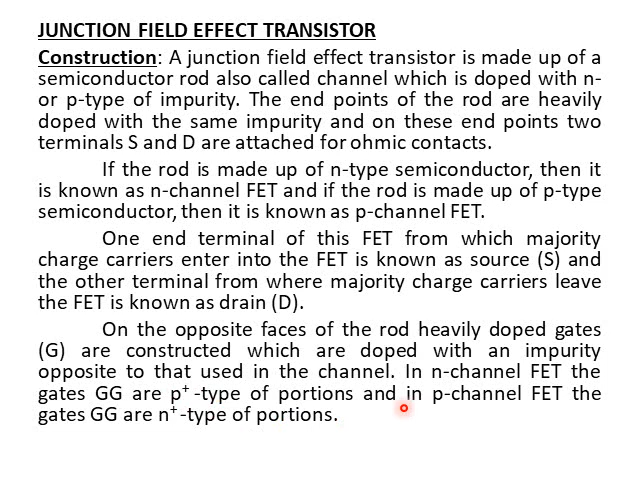 JUNCTION FIELD EFFECT TRANSISTOR
Construction: A junction field effect transistor is made up of a
semiconductor rod also called channel which is doped with n-
or p-type of impurity. The end points of the rod are heavily
doped with the same impurity and on these end points two
terminals S and D are attached for ohmic contacts.
If the rod is made up of n-type semiconductor, then it
is known as n-channel FET and if the rod is made up of p-type
semiconductor, then it is known as p-channel FET.
One end terminal of this FET from which majority
charge carriers enter into the FET is known as source (S) and
the other terminal from where majority charge carriers leave
the FET is known as drain (D).
On the opposite faces of the rod heavily doped gates
(G) are constructed which are doped with an impurity
opposite to that used in the channel. In n-channel FET the
gates GG are p⁺ -type of portions and in p-channel FET the
gates GG are n⁺ -type of portions.